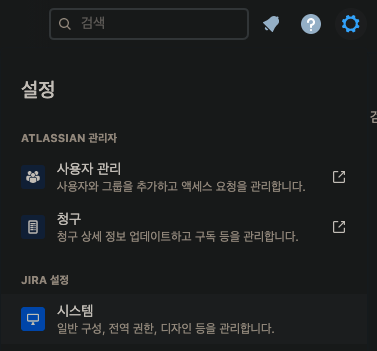 검색
설정
ATLASSIAN 관리자
사용자 관리
사용자와 그룹을 추가하고 액세스 요청을 관리합니다.
청구
청구 상세 정보 업데이트하고 구독 등을 관리합니다.
JIRA 설정
시스템
일반 구성, 전역 권한, 디자인 등을 관리합니다.